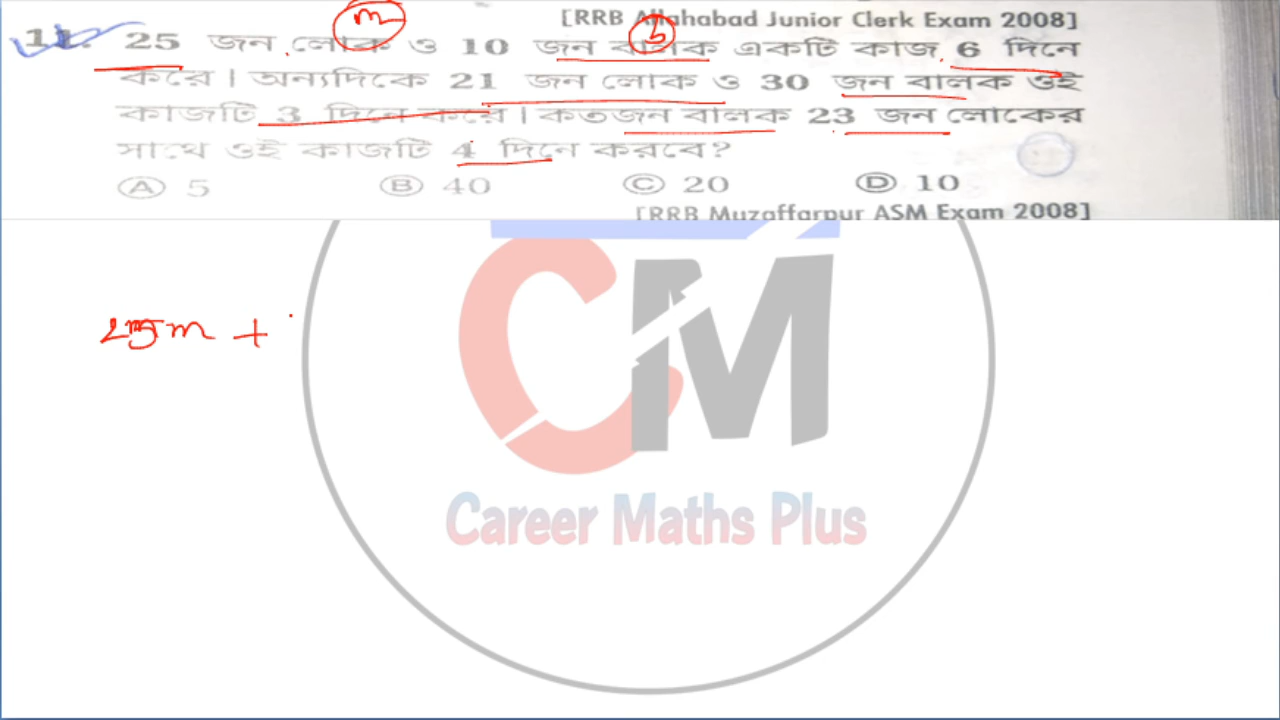 [RRB Allahabad Junior Clerk Exam 2008]
m b
11. 25 জন লোক ও 10 জন বালক একটি কাজ 6 দিনে
করে। অন্যদিকে 21 জন লোক ও 30 জন বালক ওই
কাজটি 3 দিনে করে। কতজন বালক 23 জন লোকের
সাথে ওই কাজটি 4 দিনে করবে?
Ⓐ 5 Ⓑ 40 Ⓒ 20 Ⓓ 10
[RRB Muzaffarpur ASM Exam 2008]
25m +
CM
Career Maths Plus